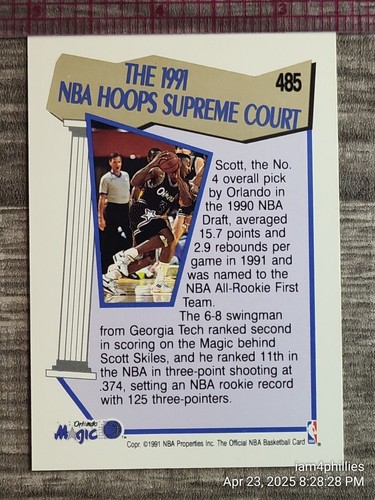 THE 1991
NBA HOOPS SUPREME COURT
485
Scott, the No.
4 overall pick
by Orlando in
the 1990 NBA
Draft, averaged
15.7 points and
2.9 rebounds per
game in 1991 and
was named to the
NBA All-Rookie First
Team.
The 6-8 swingman
from Georgia Tech ranked second
in scoring on the Magic behind
Scott Skiles, and he ranked 11th in
the NBA in three-point shooting at
.374, setting an NBA rookie record
with 125 three-pointers.
Orlando
MAGIC
Copr. ©1991 NBA Properties Inc. The Official NBA Basketball Card
iam4phillies
Apr 23, 2025 8:28:28 PM